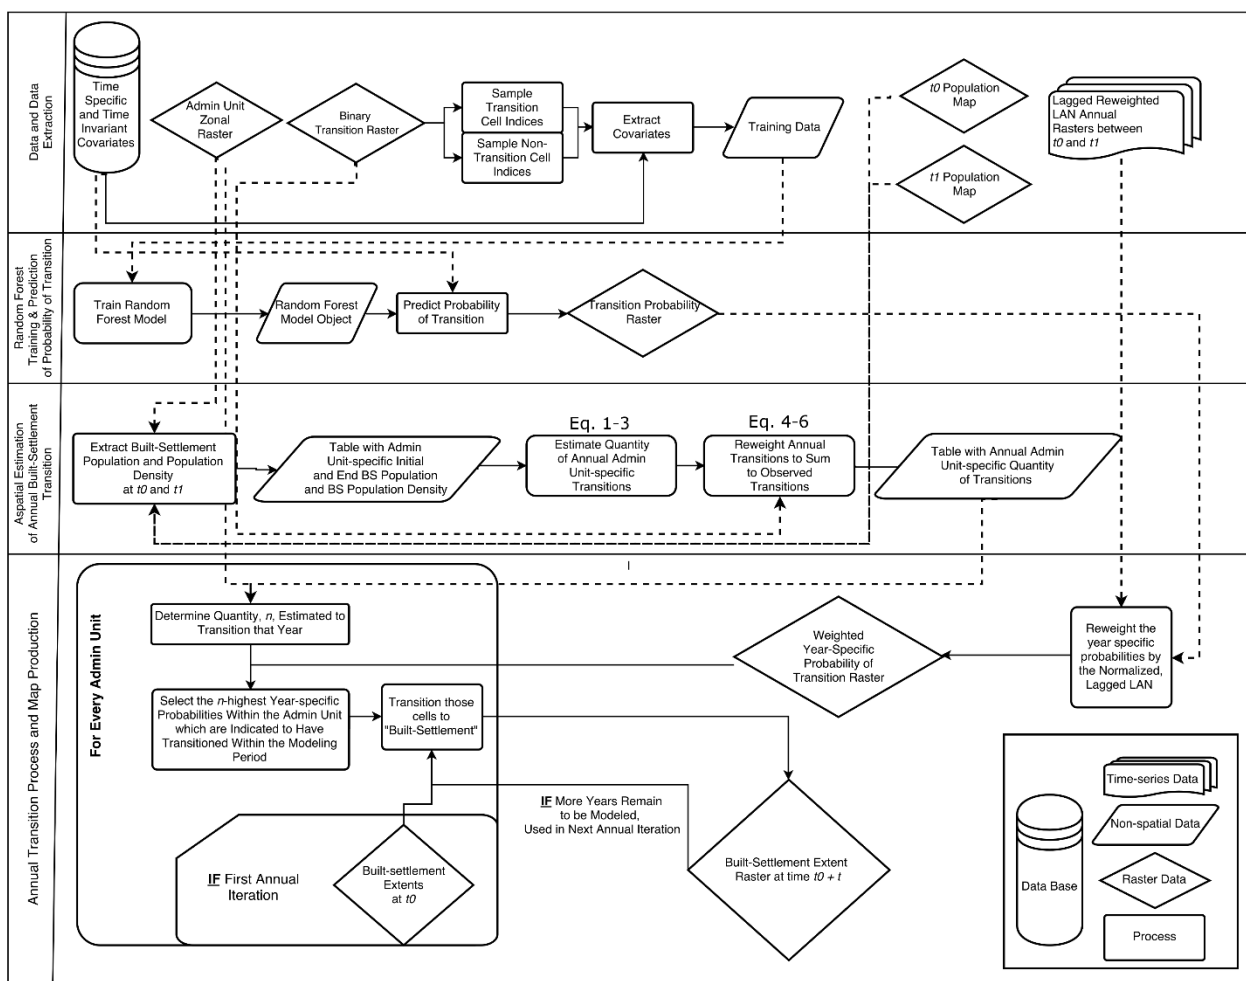 Data and Data
Extraction
Time
Specific
and Time
Invariant
Covariates
Admin Unit
Zonal
Raster
Binary
Transition Raster
Sample
Transition
Cell Indices
Sample Non-
Transition Cell
Indices
Extract
Covariates
Training Data
t0 Population
Map
t1 Population
Map
Lagged Reweighted
LAN Annual
Rasters between
t0 and t1
Random Forest
Training & Prediction
of Probability of Transition
Train Random
Forest Model
Random Forest
Model Object
Predict Probability
of Transition
Transition Probability
Raster
Aspatial Estimation
of Annual Built-Settlement
Transition
Extract Built-Settlement
Population and Population
Density
at t0 and t1
Table with Admin
Unit-specific Initial
and End BS Population
and BS Population Density
Eq. 1-3
Estimate Quantity
of Annual Admin
Unit-specific
Transitions
Eq. 4-6
Reweight Annual
Transitions to Sum
to Observed
Transitions
Table with Annual Admin
Unit-specific Quantity
of Transitions
Annual Transition Process and Map Production
For Every Admin Unit
Determine Quantity, n, Estimated to
Transition that Year
Select the n-highest Year-specific
Probabilities Within the Admin Unit
which are Indicated to Have
Transitioned Within the Modeling
Period
Transition those
cells to
"Built-Settlement"
IF First Annual
Iteration
Built-settlement
Extents
at t0
IF More Years Remain
to be Modeled,
Used in Next Annual Iteration
Weighted
Year-Specific
Probability of
Transition Raster
Reweight the
year specific
probabilities by
the Normalized,
Lagged LAN
Built-Settlement Extent
Raster at time t0 + t
Time-series Data
Non-spatial Data
Data Base
Raster Data
Process